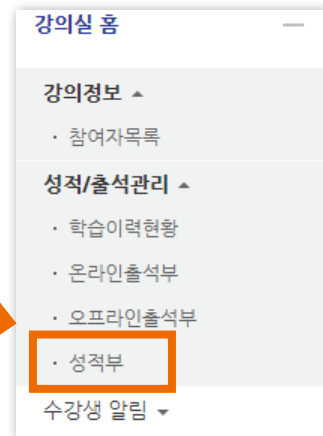 강의실 홈
강의정보 ▲
· 참여자목록
성적/출석관리 ▲
· 학습이력현황
· 온라인출석부
· 오프라인출석부
· 성적부
수강생 알림 ▼